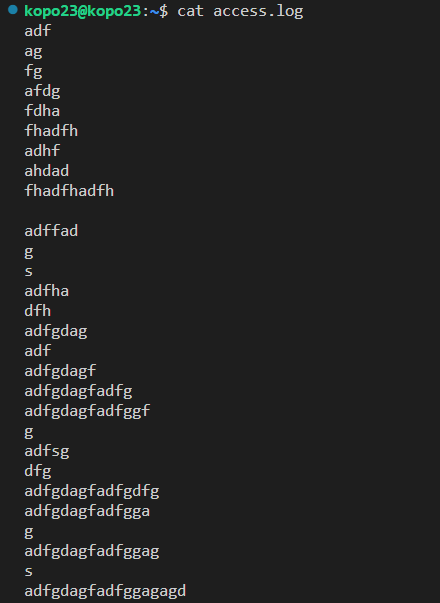 kopo23@kopo23:~$ cat access.log
adf
ag
fg
afdg
fdha
fhadfh
adhf
ahdad
fhadfhadfh

adffad
g
s
adfha
dfh
adfgdag
adf
adfgdagf
adfgdagfadfg
adfgdagfadfggf
g
adfsg
dfg
adfgdagfadfgdfg
adfgdagfadfgga
g
adfgdagfadfggag
s
adfgdagfadfggagagd